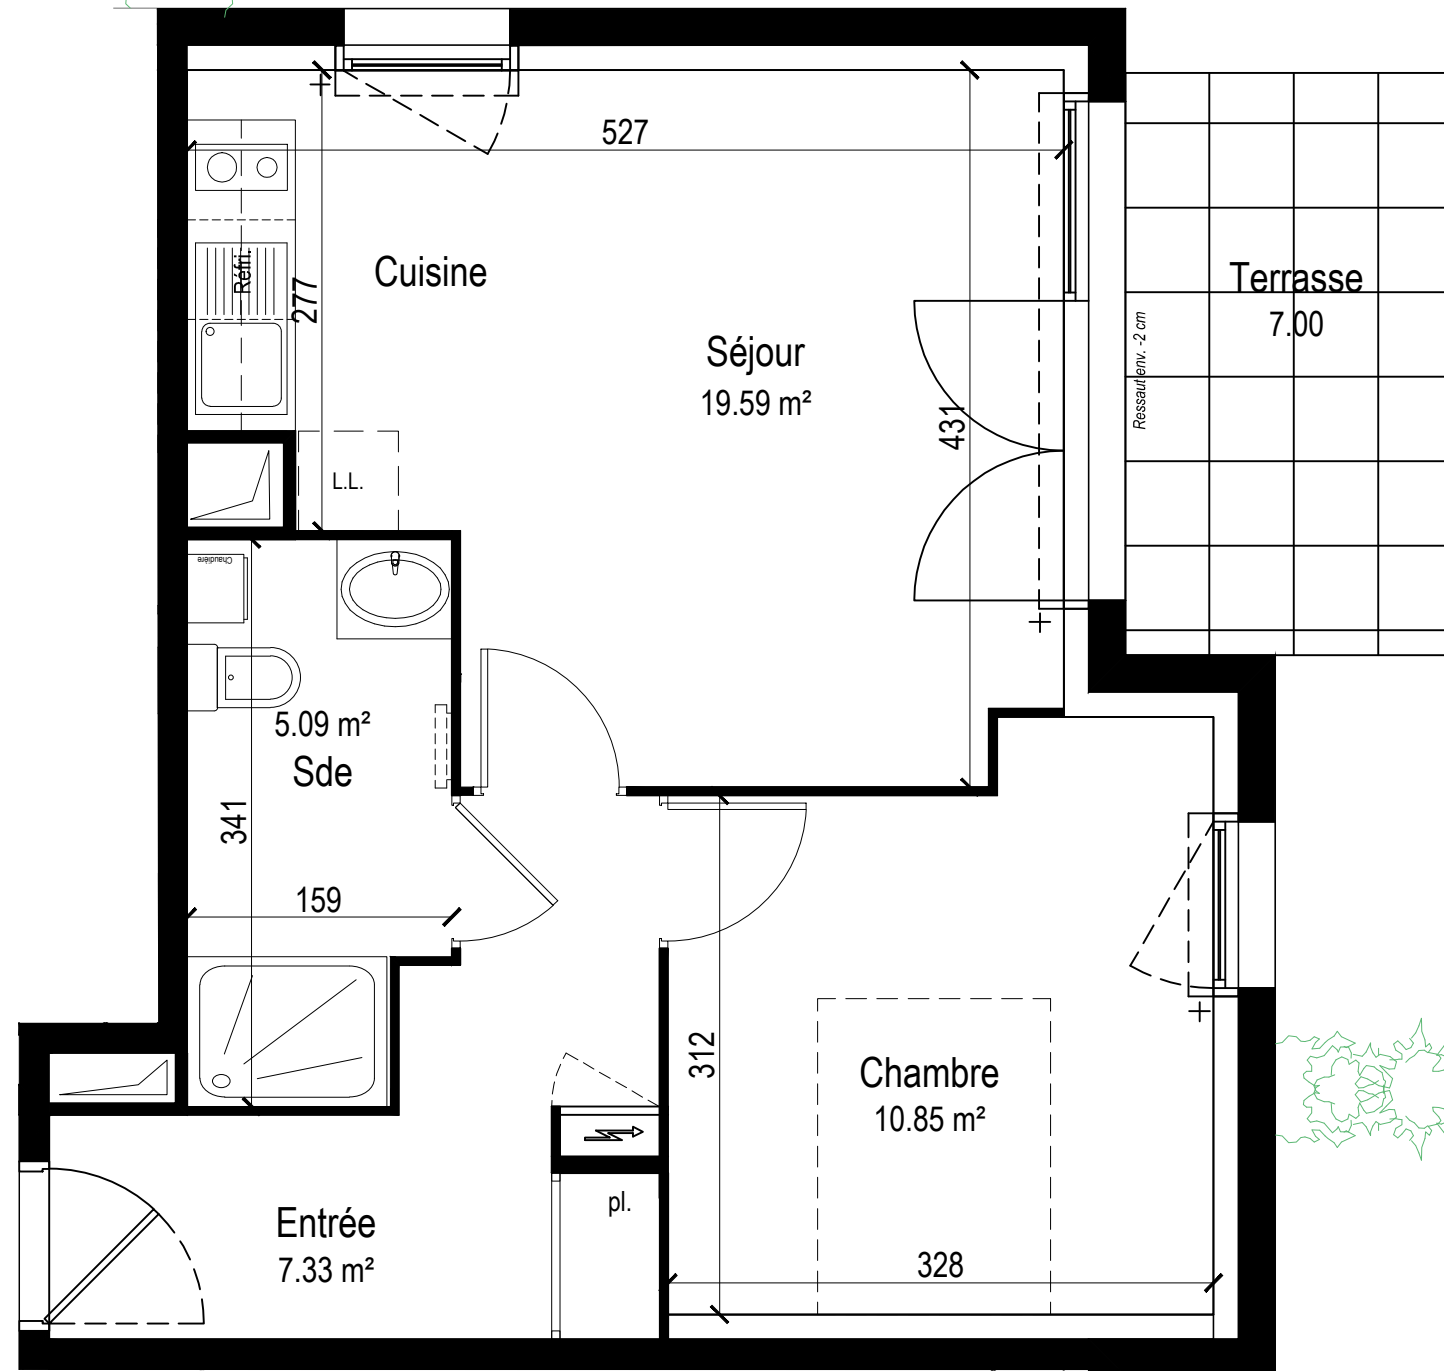 527
Cuisine
Réfri.
277
Terrasse
7.00
Ressaut env. -2 cm
Séjour
19.59 m²
431
L.L.
Chaudière
5.09 m²
Sde
341
159
312
Chambre
10.85 m²
pl.
Entrée
7.33 m²
328